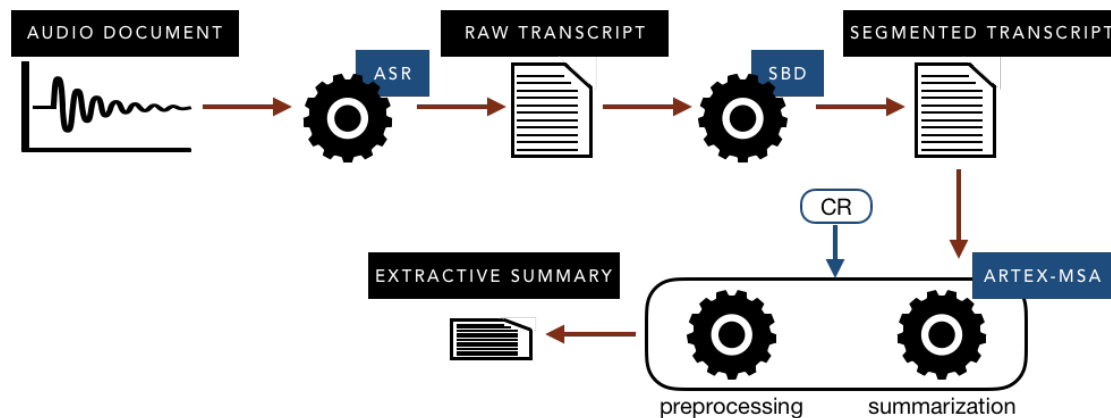 AUDIO DOCUMENT
RAW TRANSCRIPT
SEGMENTED TRANSCRIPT
ASR
SBD
CR
EXTRACTIVE SUMMARY
ARTEX-MSA
preprocessing
summarization